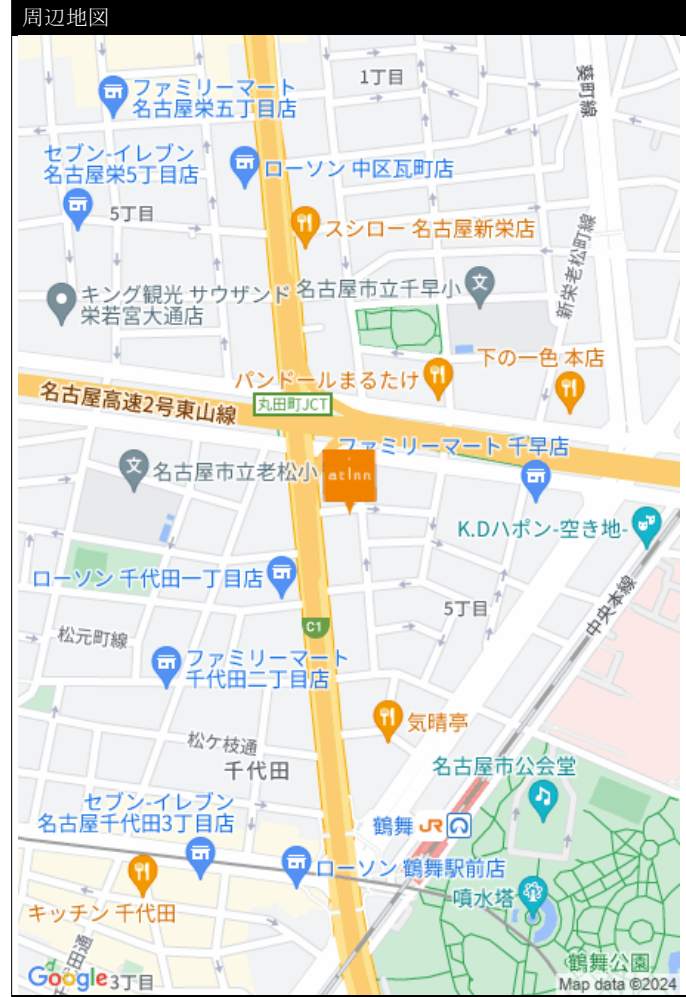 周辺地図
ファミリーマート
名古屋栄五丁目店
1丁目
葵町線
セブン-イレブン
名古屋栄5丁目店
ローソン 中区瓦町店
5丁目
スシロー 名古屋新栄店
新栄老松町線
キング観光 サウザンド
栄若宮大通店
名古屋市立千早小
下の一色 本店
パンドールまるたけ
名古屋高速2号東山線
丸田町JCT
ファミリーマート 千早店
名古屋市立老松小
at inn
K.Dハポン-空き地-
ローソン 千代田一丁目店
中央本線
5丁目
C1
松元町線
ファミリーマート
千代田二丁目店
気晴亭
松ケ枝通
千代田
名古屋市公会堂
セブン-イレブン
名古屋千代田3丁目店
鶴舞 JR
ローソン 鶴舞駅前店
噴水塔
キッチン 千代田
田通
鶴舞公園
Google
3丁目
Map data ©2024